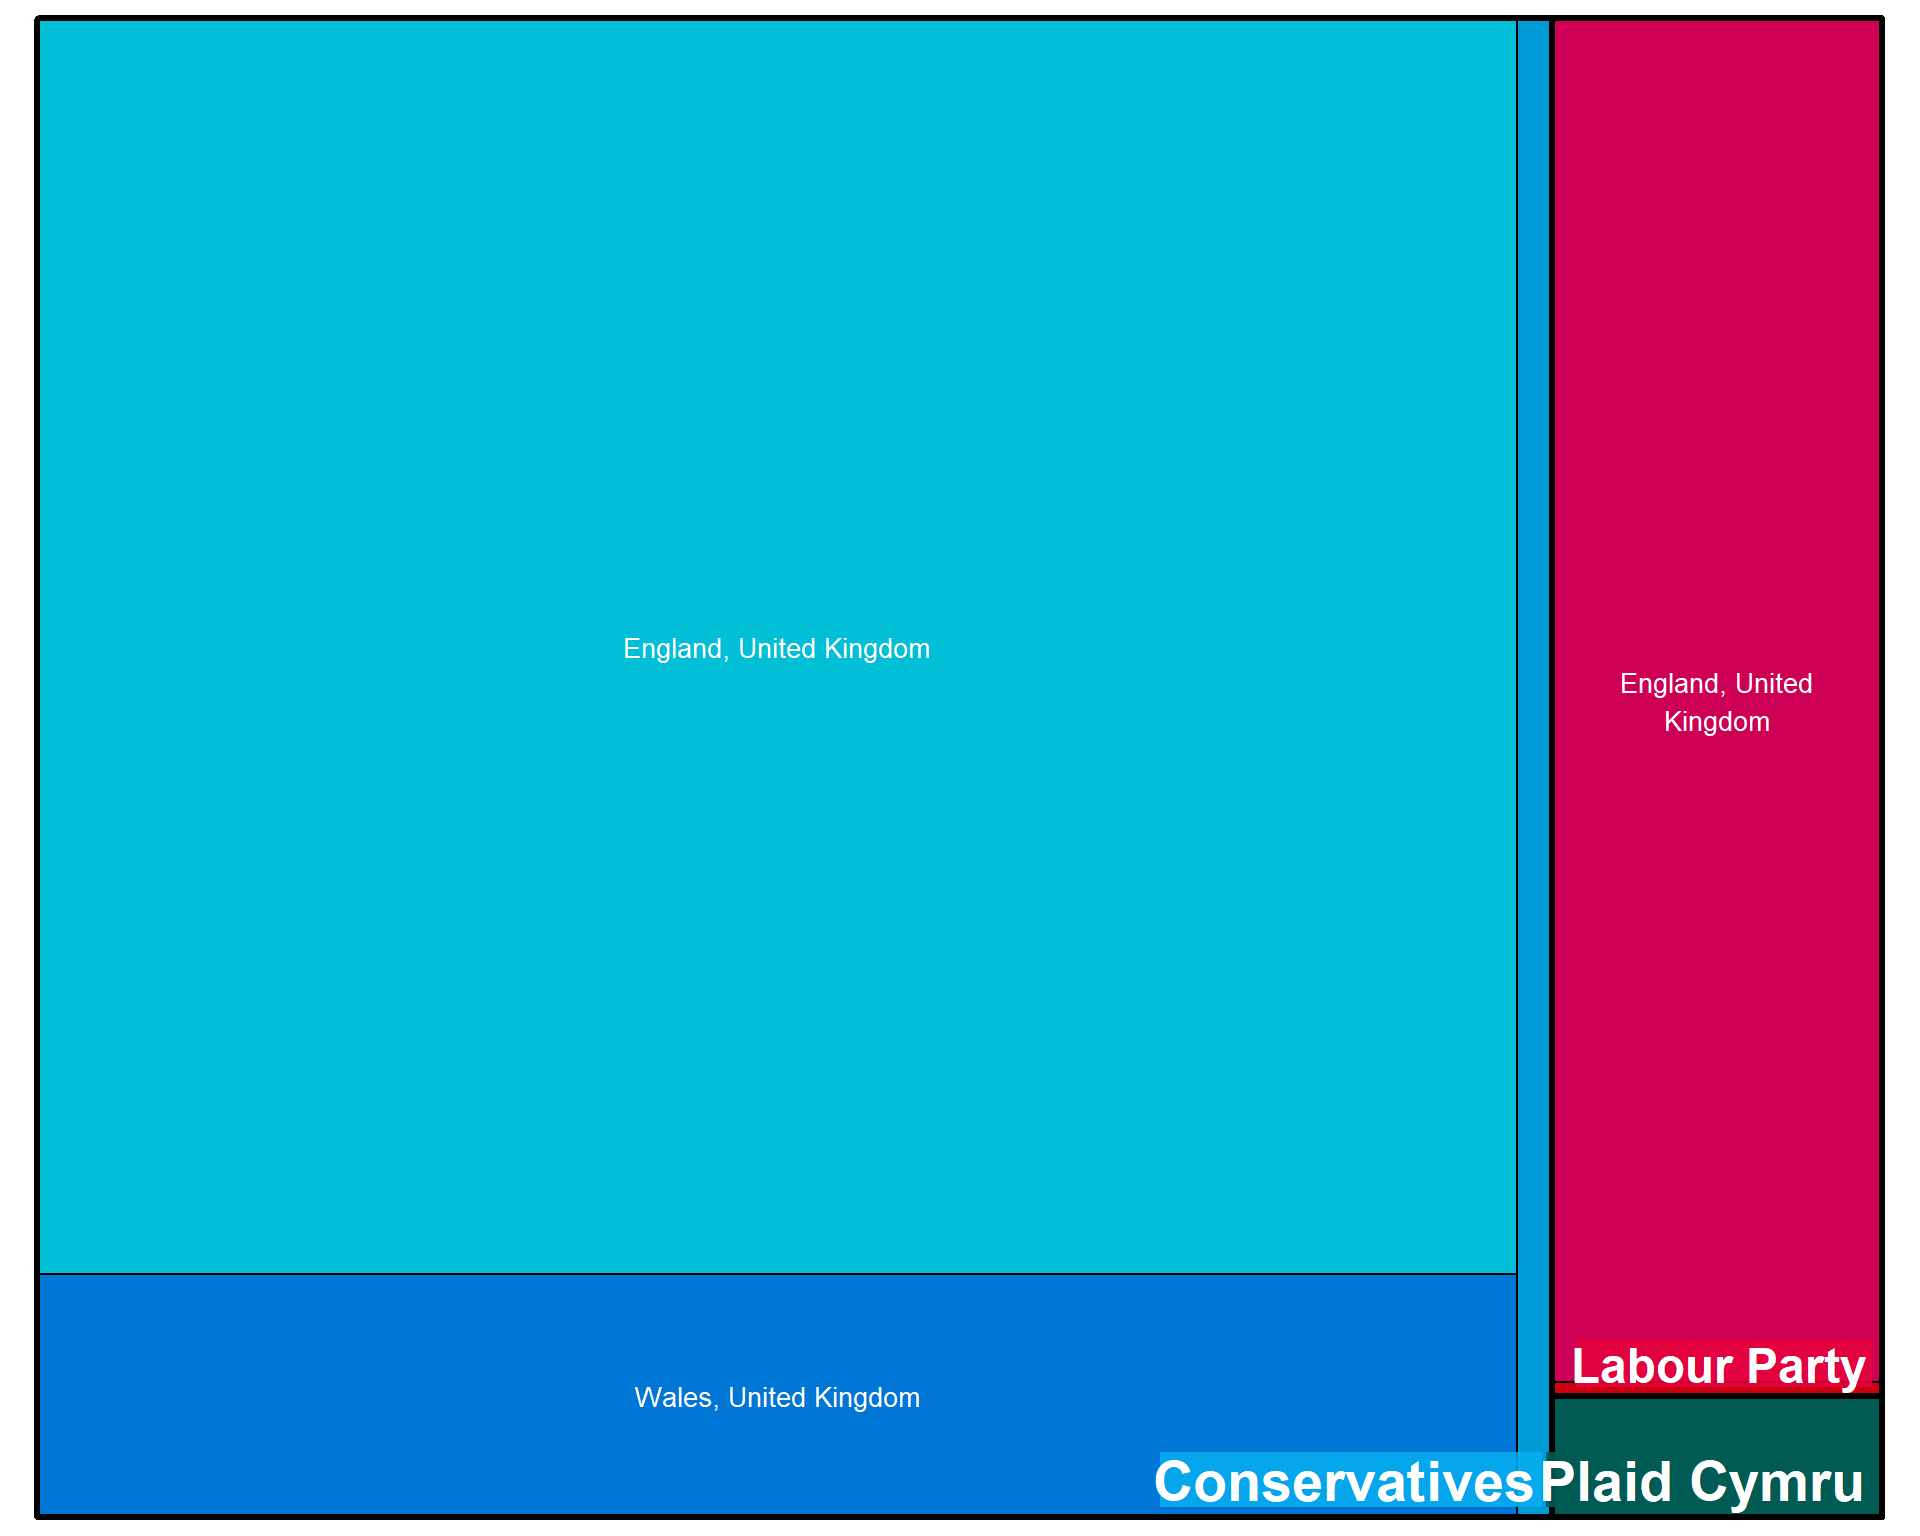 England, United Kingdom
England, United
Kingdom
Labour Party
Wales, United Kingdom
Conservatives
Plaid Cymru